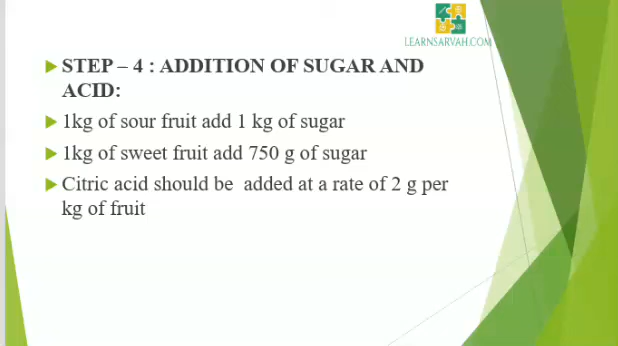 LEARNSARVAH.COM
STEP – 4 : ADDITION OF SUGAR AND
ACID:
1kg of sour fruit add 1 kg of sugar
1kg of sweet fruit add 750 g of sugar
Citric acid should be added at a rate of 2 g per
kg of fruit